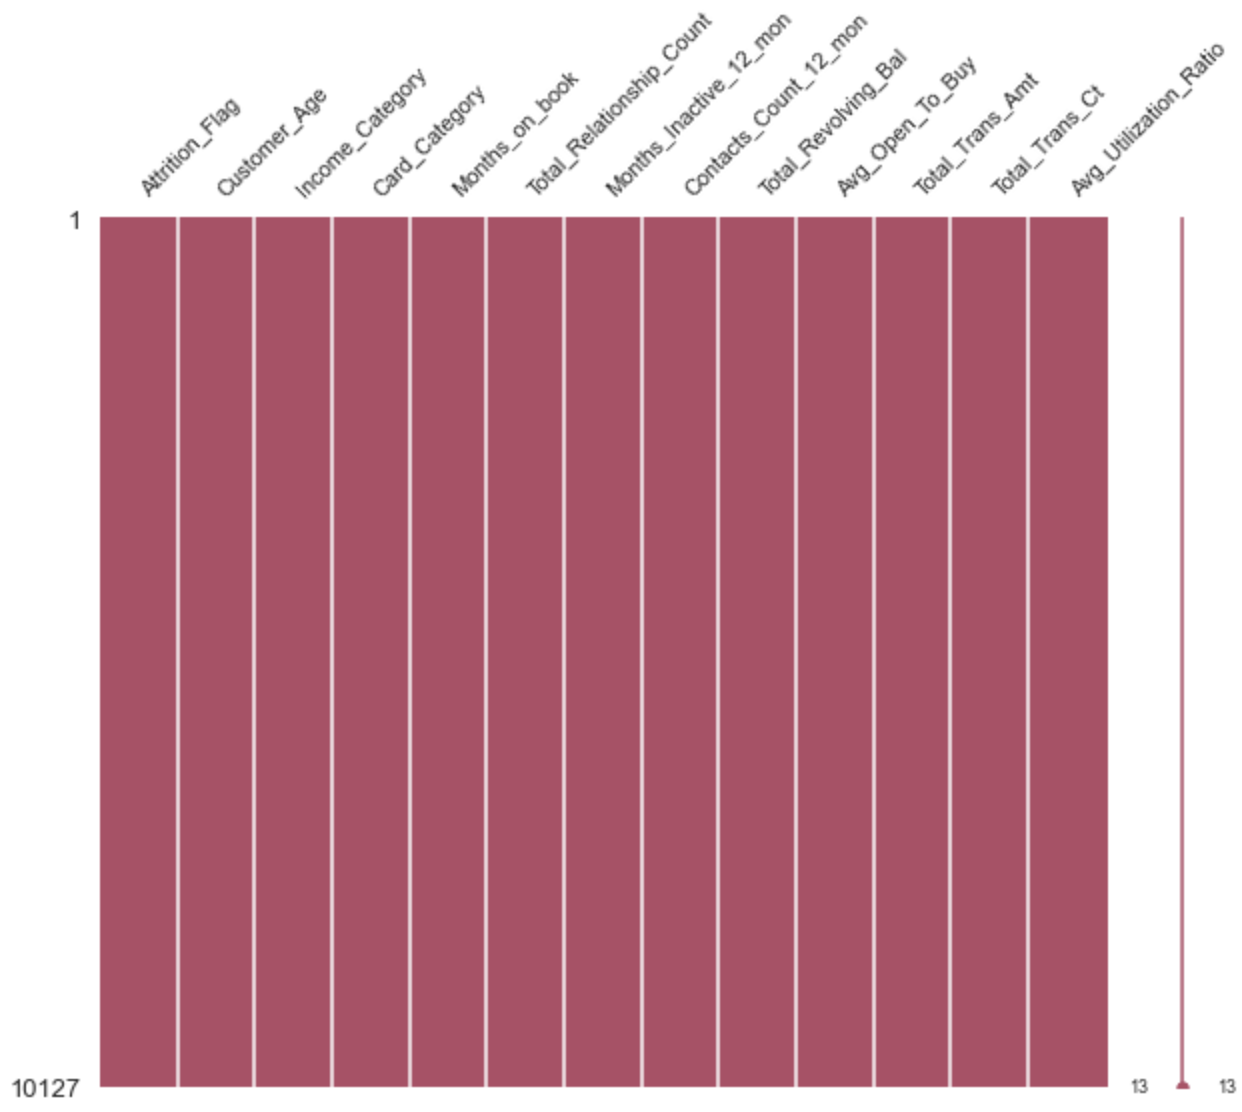 Attrition_Flag
Customer_Age
Income_Category
Card_Category
Months_on_book
Total_Relationship_Count
Months_Inactive_12_mon
Contacts_Count_12_mon
Total_Revolving_Bal
Avg_Open_To_Buy
Total_Trans_Amt
Total_Trans_Ct
Avg_Utilization_Ratio
1
10127
13
13